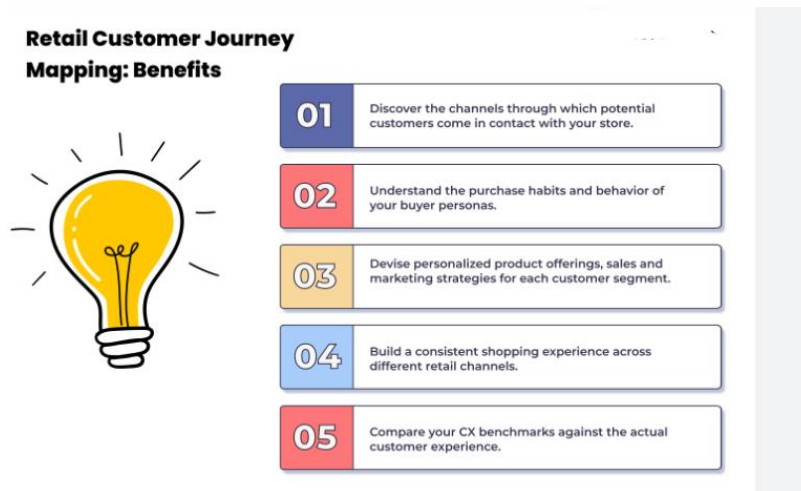 Retail Customer Journey
Mapping: Benefits
01
Discover the channels through which potential
customers come in contact with your store.
02
Understand the purchase habits and behavior of
your buyer personas.
03
Devise personalized product offerings, sales and
marketing strategies for each customer segment.
04
Build a consistent shopping experience across
different retail channels.
05
Compare your CX benchmarks against the actual
customer experience.